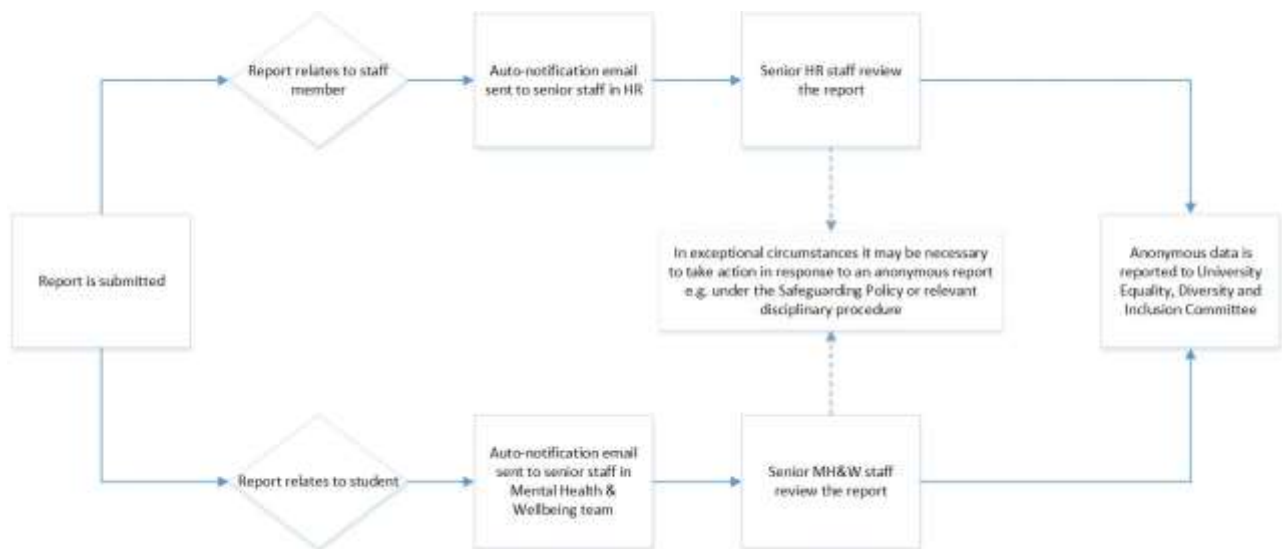 Report relates to staff
member
Auto-notification email
sent to senior staff in HR
Senior HR staff review
the report
Report is submitted
In exceptional circumstances it may be necessary
to take action in response to an anonymous report
e.g. under the Safeguarding Policy or relevant
disciplinary procedure
Anonymous data is
reported to University
Equality, Diversity and
Inclusion Committee
Report relates to student
Auto-notification email
sent to senior staff in
Mental Health &
Wellbeing team
Senior MH&W staff
review the report